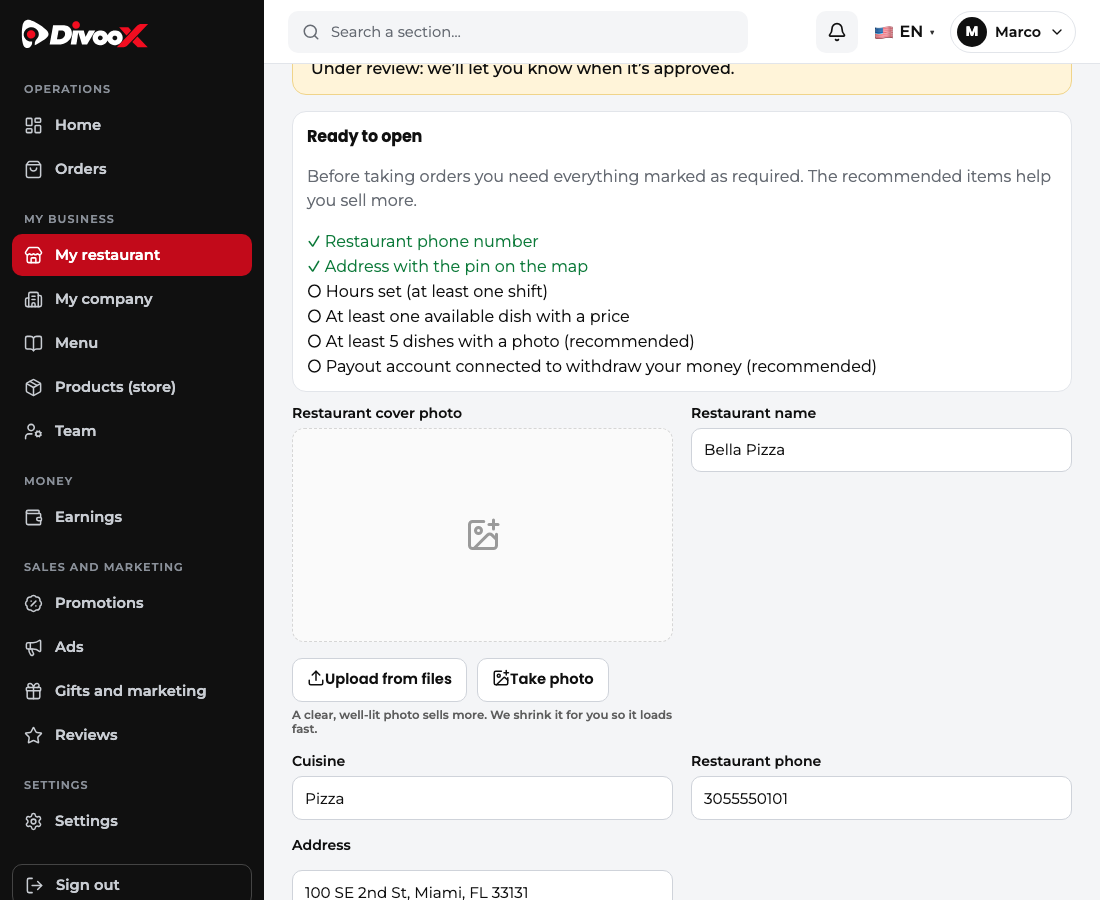 DivooX
Search a section...
EN
M
Marco
OPERATIONS
Home
Orders
MY BUSINESS
My restaurant
My company
Menu
Products (store)
Team
MONEY
Earnings
SALES AND MARKETING
Promotions
Ads
Gifts and marketing
Reviews
SETTINGS
Settings
Sign out
Under review: we'll let you know when it's approved.
Ready to open
Before taking orders you need everything marked as required. The recommended items help
you sell more.
✓ Restaurant phone number
✓ Address with the pin on the map
○ Hours set (at least one shift)
○ At least one available dish with a price
○ At least 5 dishes with a photo (recommended)
○ Payout account connected to withdraw your money (recommended)
Restaurant cover photo
Upload from files
Take photo
A clear, well-lit photo sells more. We shrink it for you so it loads
fast.
Restaurant name
Bella Pizza
Cuisine
Pizza
Restaurant phone
3055550101
Address
100 SE 2nd St, Miami, FL 33131